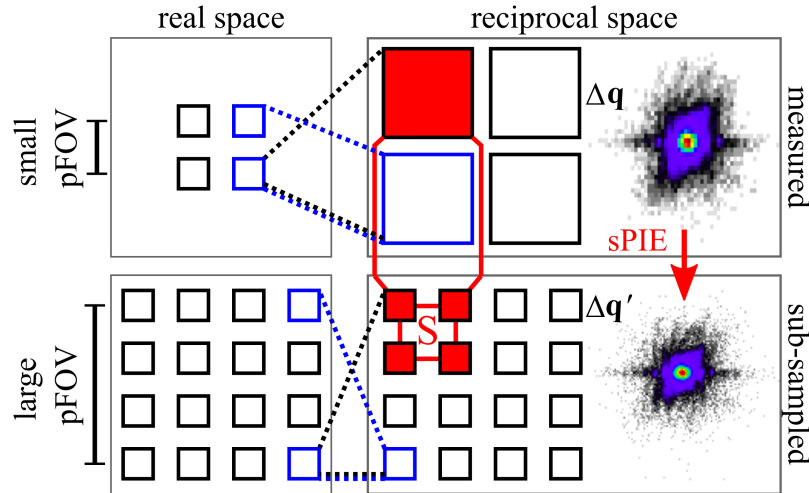 real space
reciprocal space
small
pFOV
Δq
measured
sPIE
large
pFOV
S
Δq′
sub-sampled